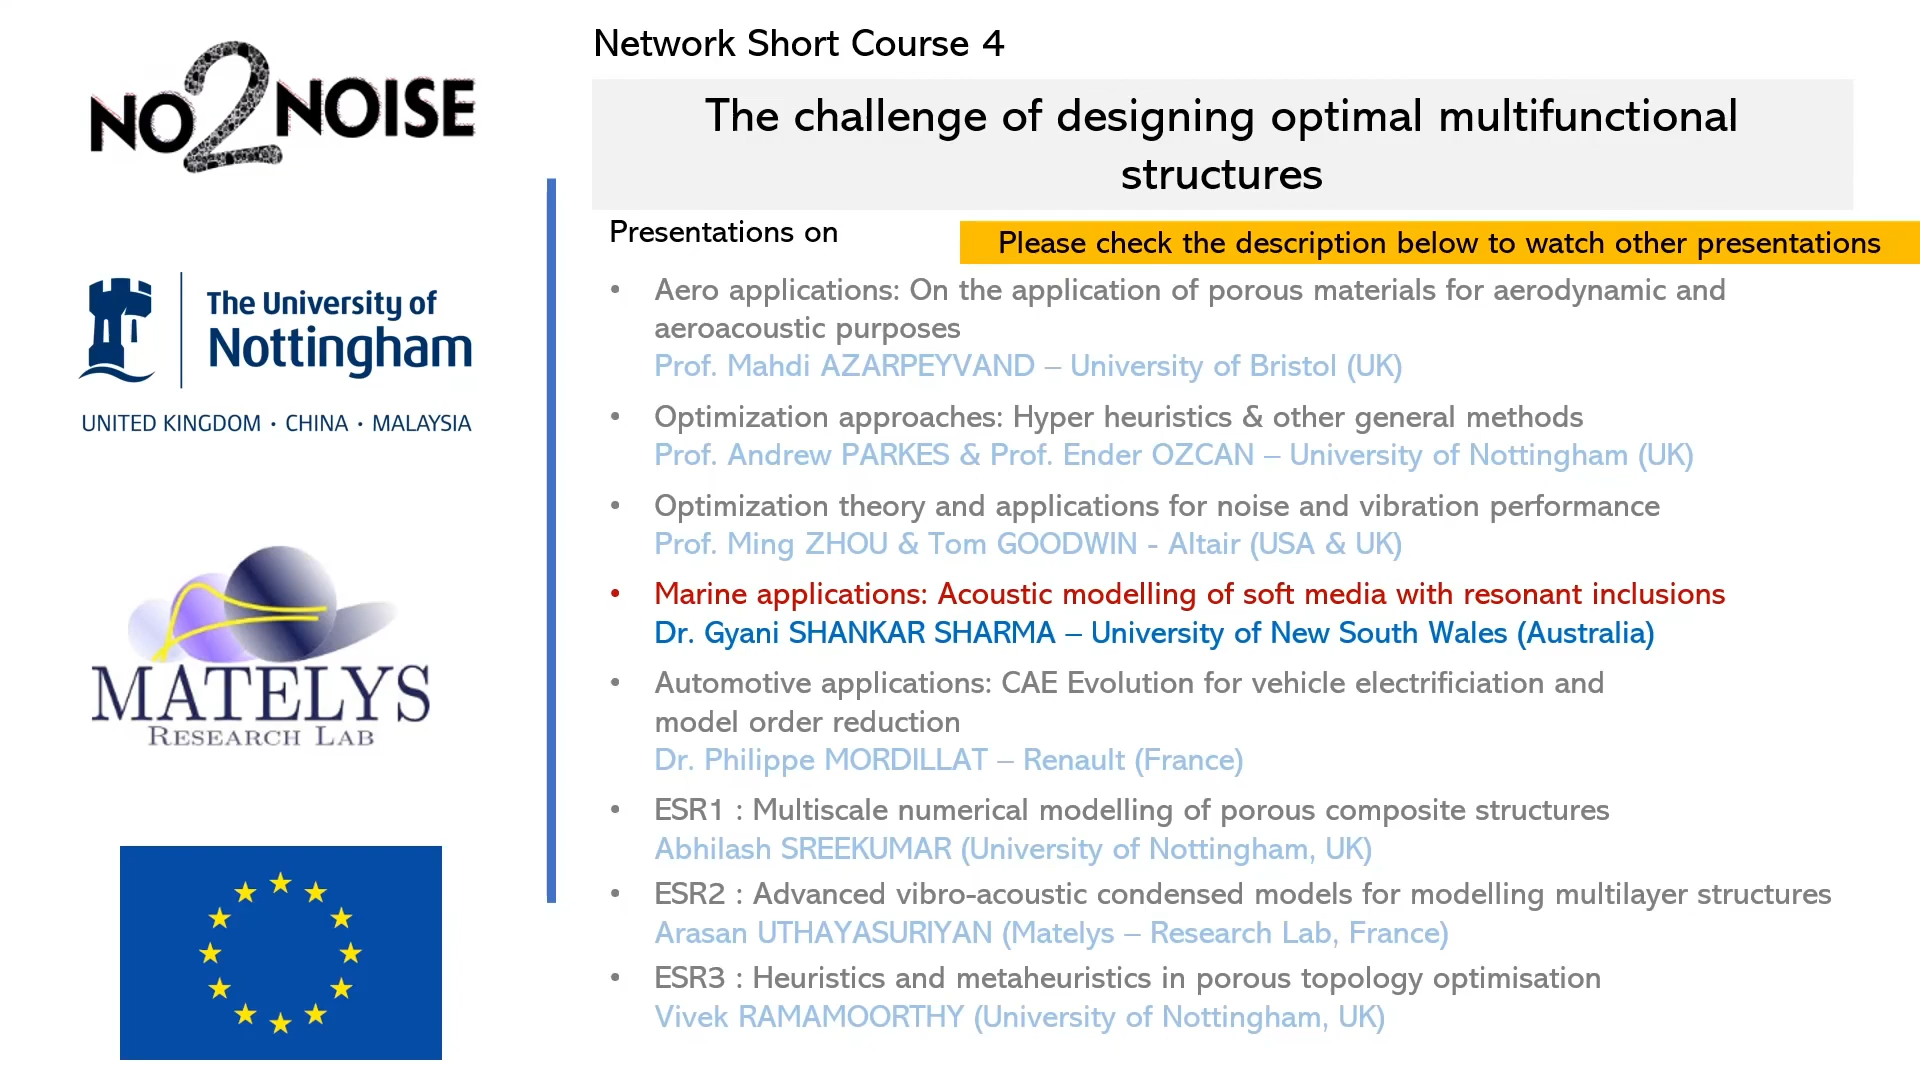 NO2NOISE
The University of
Nottingham
UNITED KINGDOM · CHINA · MALAYSIA
MATELYS
RESEARCH LAB
Network Short Course 4
The challenge of designing optimal multifunctional
structures
Presentations on
Please check the description below to watch other presentations
• Aero applications: On the application of porous materials for aerodynamic and
aeroacoustic purposes
Prof. Mahdi AZARPEYVAND – University of Bristol (UK)
• Optimization approaches: Hyper heuristics & other general methods
Prof. Andrew PARKES & Prof. Ender OZCAN – University of Nottingham (UK)
• Optimization theory and applications for noise and vibration performance
Prof. Ming ZHOU & Tom GOODWIN - Altair (USA & UK)
• Marine applications: Acoustic modelling of soft media with resonant inclusions
Dr. Gyani SHANKAR SHARMA – University of New South Wales (Australia)
• Automotive applications: CAE Evolution for vehicle electrificiation and
model order reduction
Dr. Philippe MORDILLAT – Renault (France)
• ESR1 : Multiscale numerical modelling of porous composite structures
Abhilash SREEKUMAR (University of Nottingham, UK)
• ESR2 : Advanced vibro-acoustic condensed models for modelling multilayer structures
Arasan UTHAYASURIYAN (Matelys – Research Lab, France)
• ESR3 : Heuristics and metaheuristics in porous topology optimisation
Vivek RAMAMOORTHY (University of Nottingham, UK)